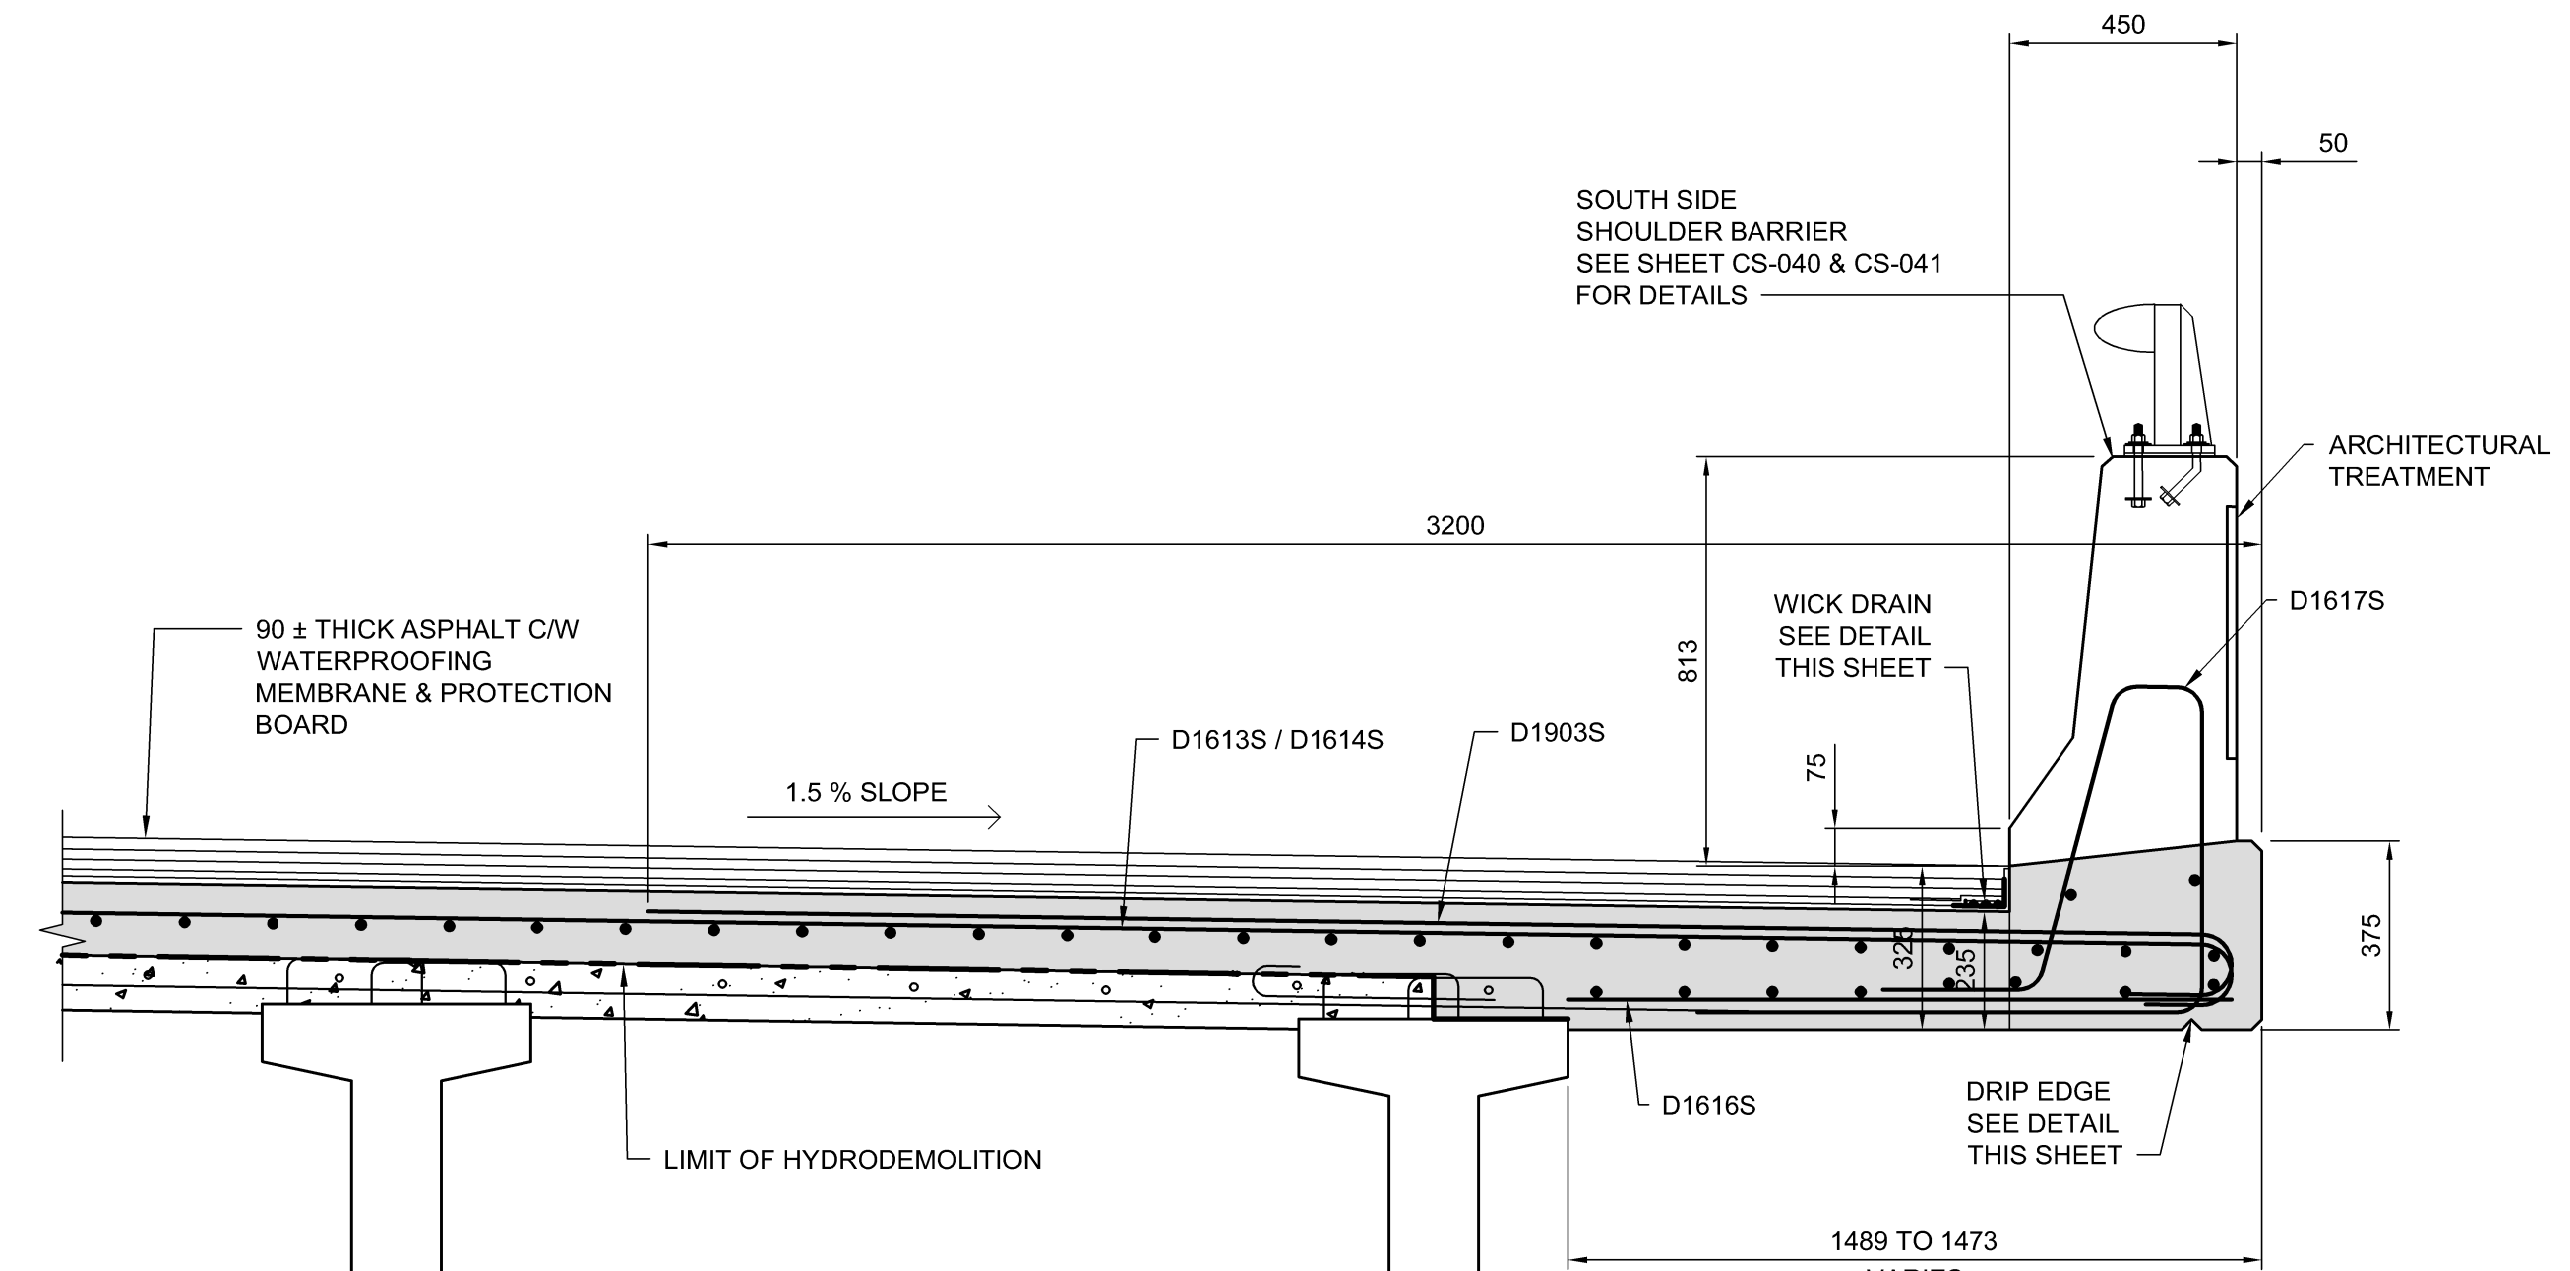 450
50
SOUTH SIDE
SHOULDER BARRIER
SEE SHEET CS-040 & CS-041
FOR DETAILS
ARCHITECTURAL
TREATMENT
3200
813
WICK DRAIN
SEE DETAIL
THIS SHEET
D1617S
90 ± THICK ASPHALT C/W
WATERPROOFING
MEMBRANE & PROTECTION
BOARD
D1613S / D1614S
D1903S
75
1.5 % SLOPE
325
235
375
D1616S
DRIP EDGE
SEE DETAIL
THIS SHEET
LIMIT OF HYDRODEMOLITION
1489 TO 1473
VARIES